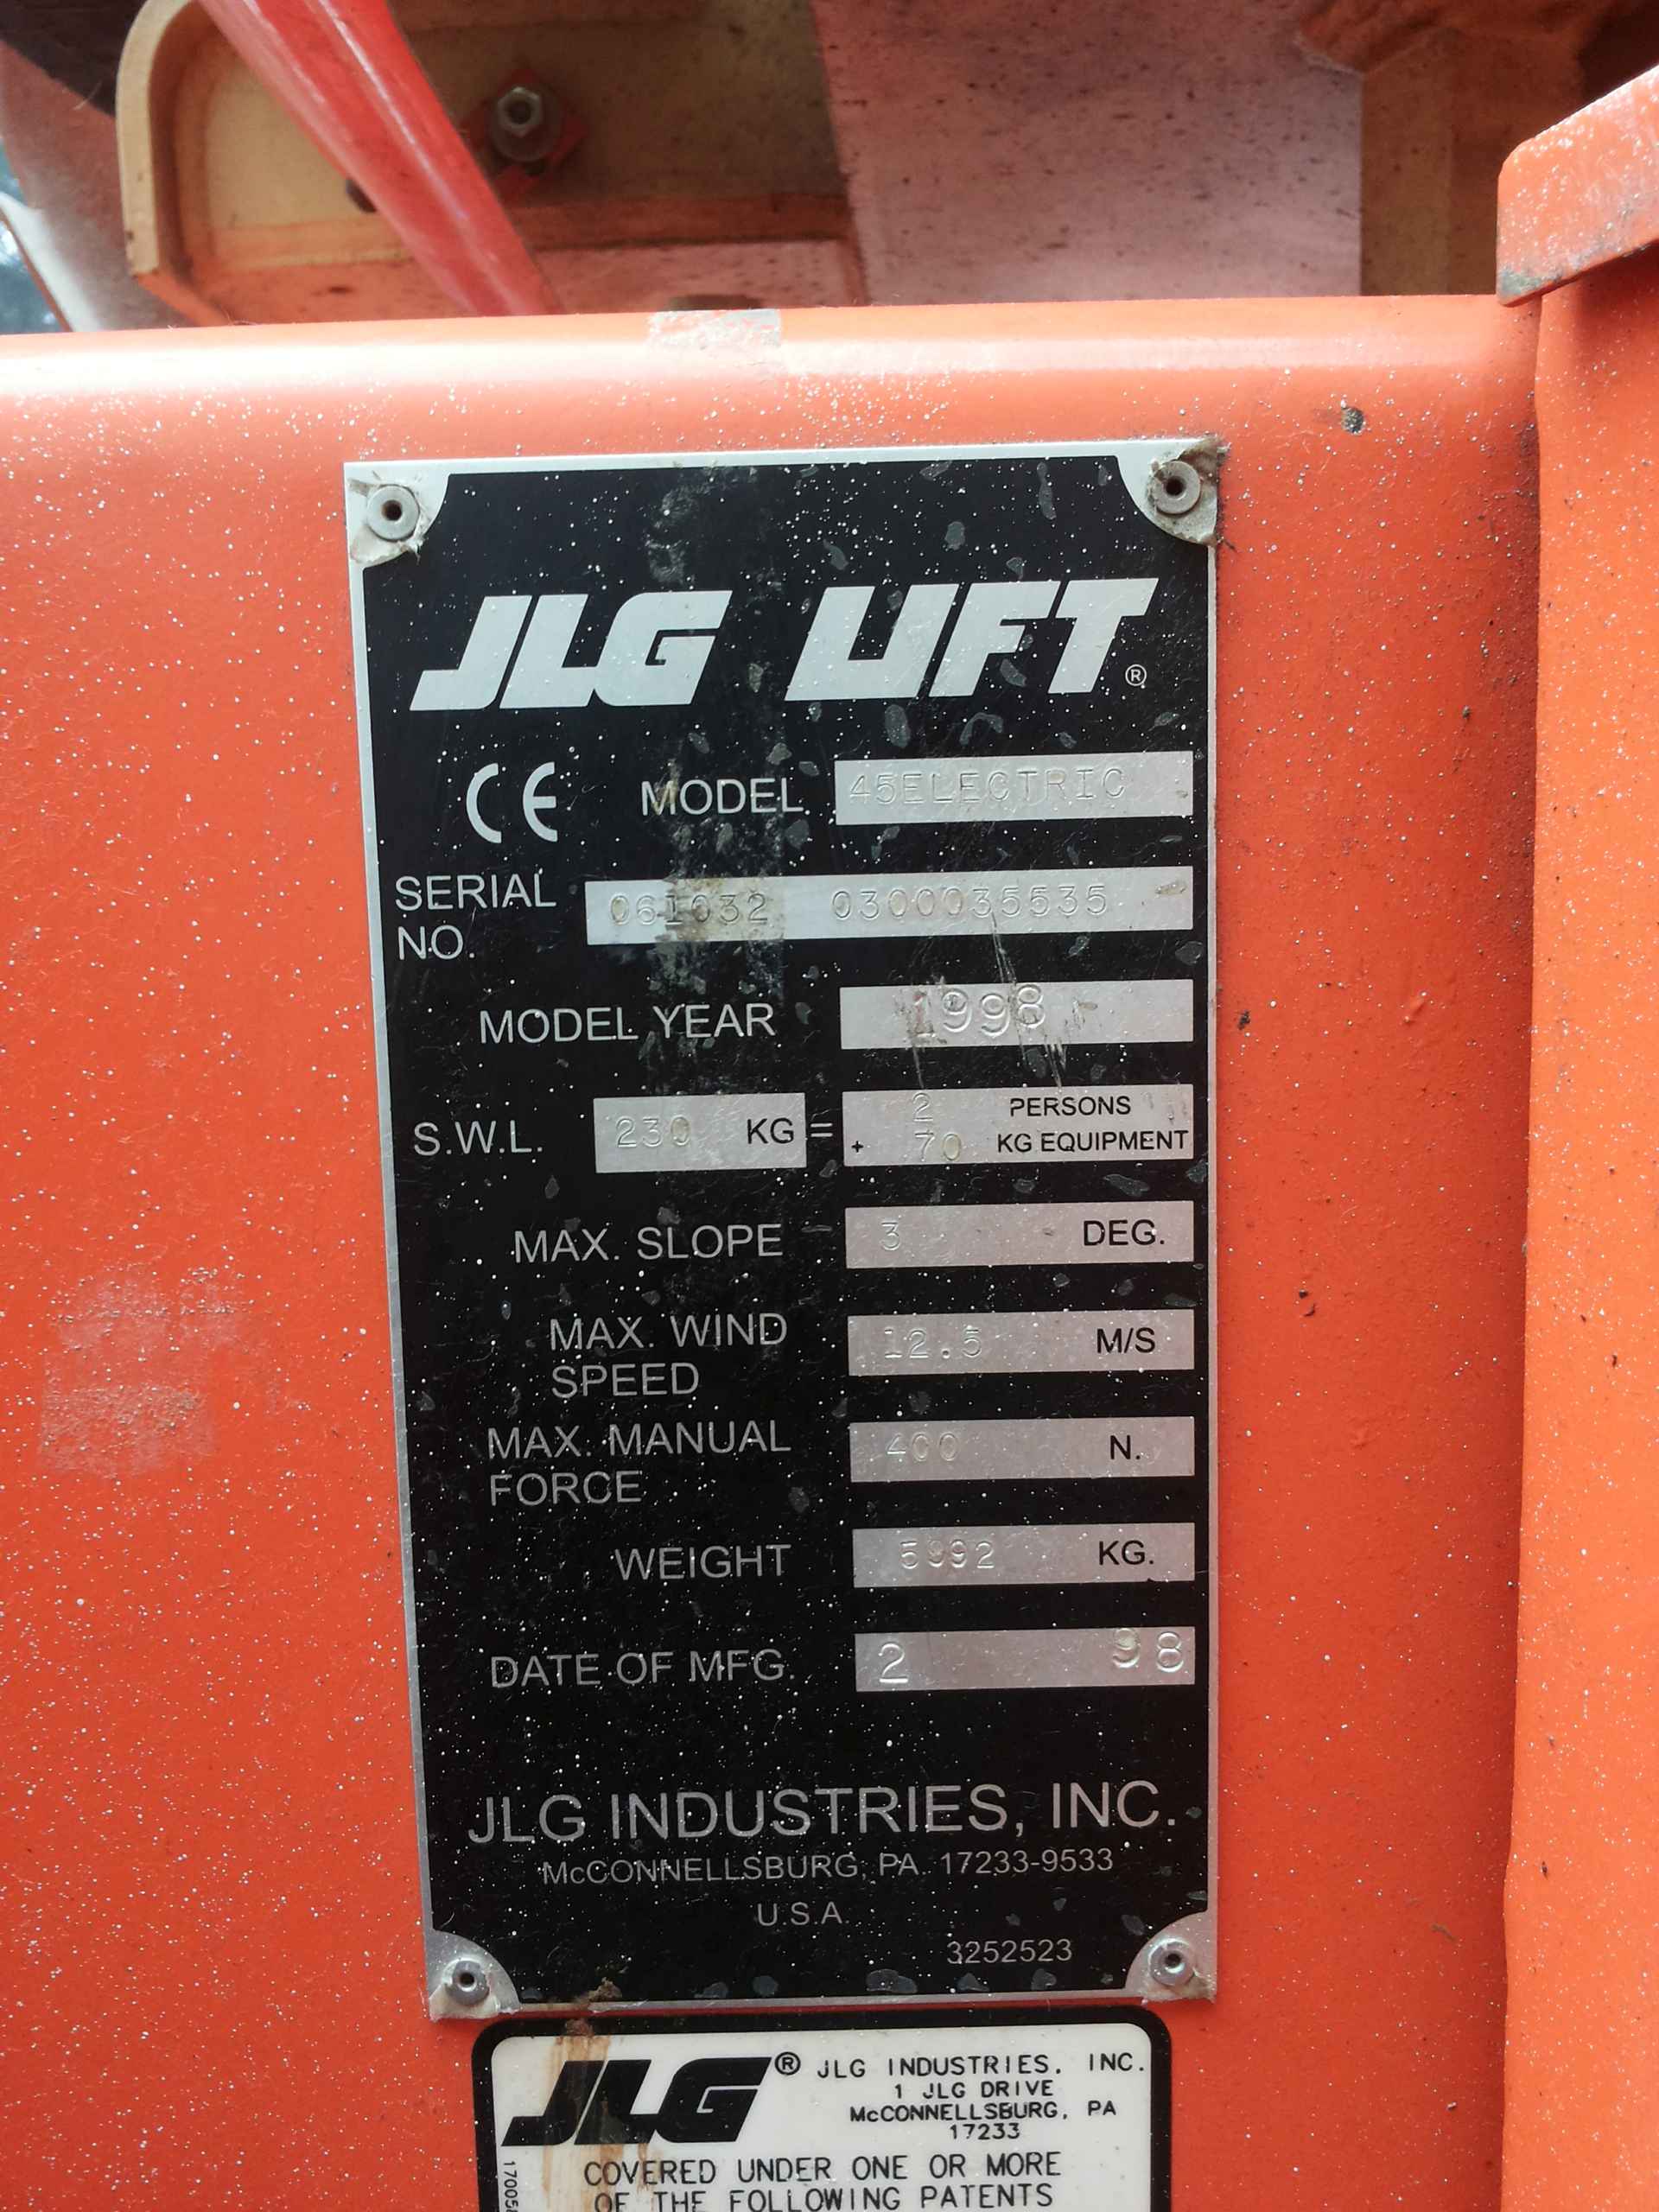 JLG LIFT®
CE MODEL 45ELECTRIC
SERIAL NO. 061032 0300035535
MODEL YEAR 1998
S.W.L. 230 KG = 2 PERSONS
+ 70 KG EQUIPMENT
MAX. SLOPE 3 DEG.
MAX. WIND SPEED 12.5 M/S
MAX. MANUAL FORCE 400 N.
WEIGHT 5992 KG.
DATE OF MFG. 2 98
JLG INDUSTRIES, INC.
McCONNELLSBURG, PA. 17233-9533
U.S.A.
3252523
JLG® JLG INDUSTRIES, INC.
1 JLG DRIVE
McCONNELLSBURG, PA
17233
COVERED UNDER ONE OR MORE
OF THE FOLLOWING PATENTS